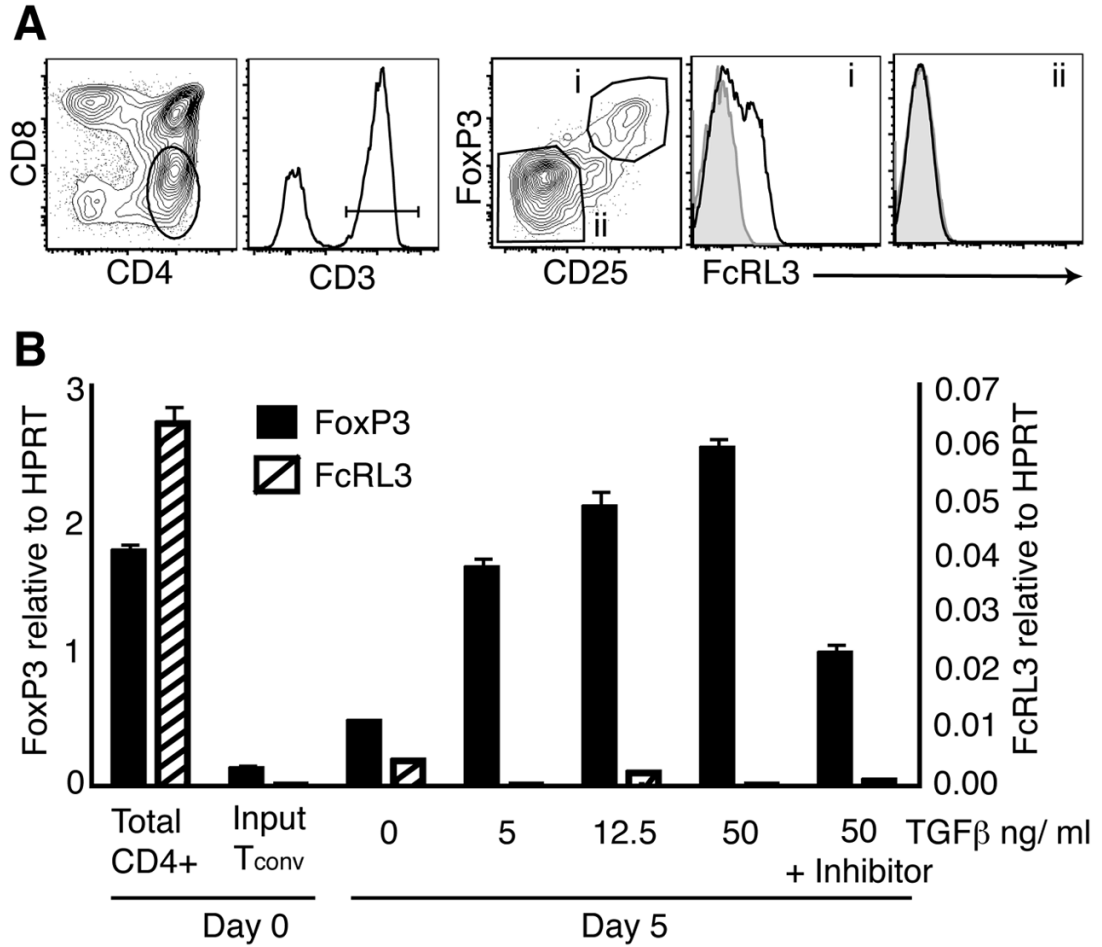 A
CD8
CD4
CD3
FoxP3
i
ii
CD25
i
FcRL3
ii
B
FoxP3 relative to HPRT
3
2
1
0
FoxP3
FcRL3
0.07
0.06
0.05
0.04
0.03
0.02
0.01
0.00
FcRL3 relative to HPRT
Total CD4+
Input Tconv
0
5
12.5
50
50 + Inhibitor
TGFβ ng/ ml
Day 0
Day 5